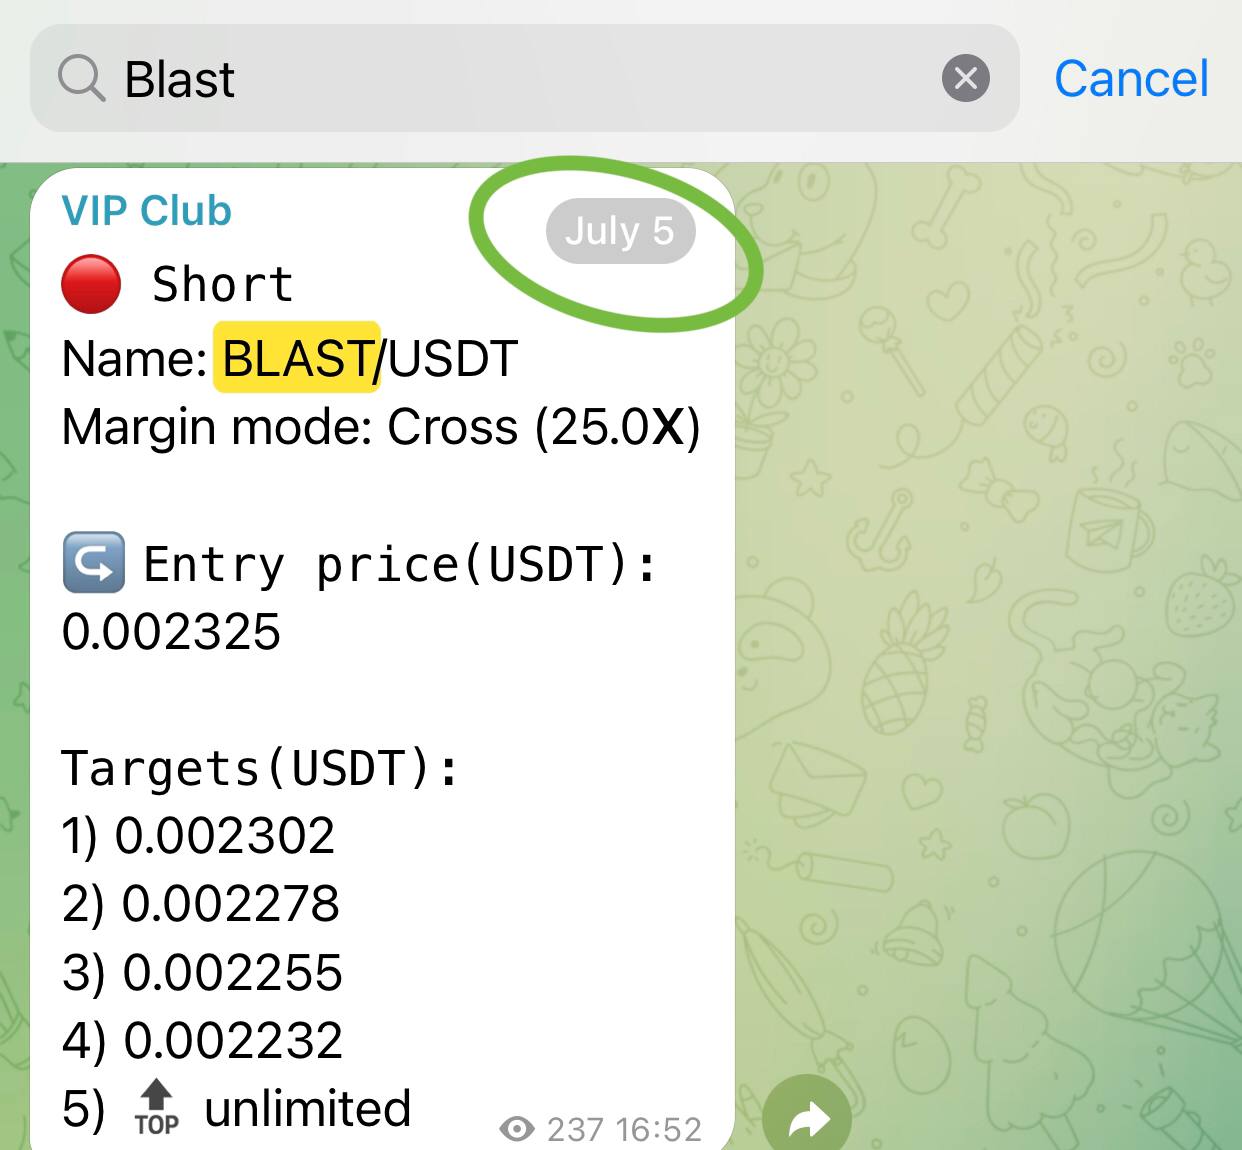 Blast
Cancel
VIP Club
July 5
Short
Name: BLAST/USDT
Margin mode: Cross (25.0X)
Entry price(USDT):
0.002325
Targets(USDT):
1) 0.002302
2) 0.002278
3) 0.002255
4) 0.002232
5) TOP unlimited
237 16:52